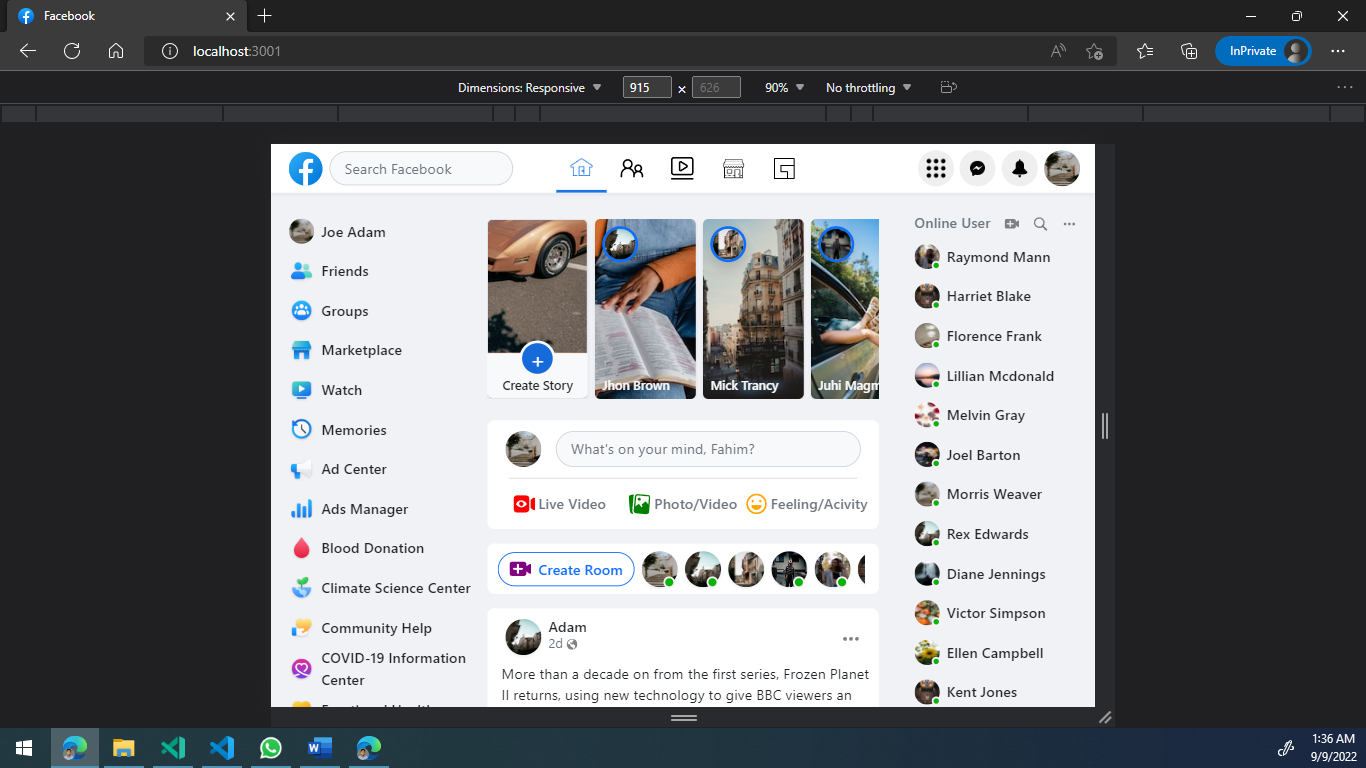 Facebook
localhost:3001
InPrivate
Dimensions: Responsive 915 × 626 90% No throttling
Search Facebook
Joe Adam
Friends
Groups
Marketplace
Watch
Memories
Ad Center
Ads Manager
Blood Donation
Climate Science Center
Community Help
COVID-19 Information
Center
Create Story
Jhon Brown
Mick Trancy
Juhi Magm
What's on your mind, Fahim?
Live Video
Photo/Video
Feeling/Acivity
Create Room
Adam
2d
More than a decade on from the first series, Frozen Planet
II returns, using new technology to give BBC viewers an
Online User
Raymond Mann
Harriet Blake
Florence Frank
Lillian Mcdonald
Melvin Gray
Joel Barton
Morris Weaver
Rex Edwards
Diane Jennings
Victor Simpson
Ellen Campbell
Kent Jones
1:36 AM
9/9/2022